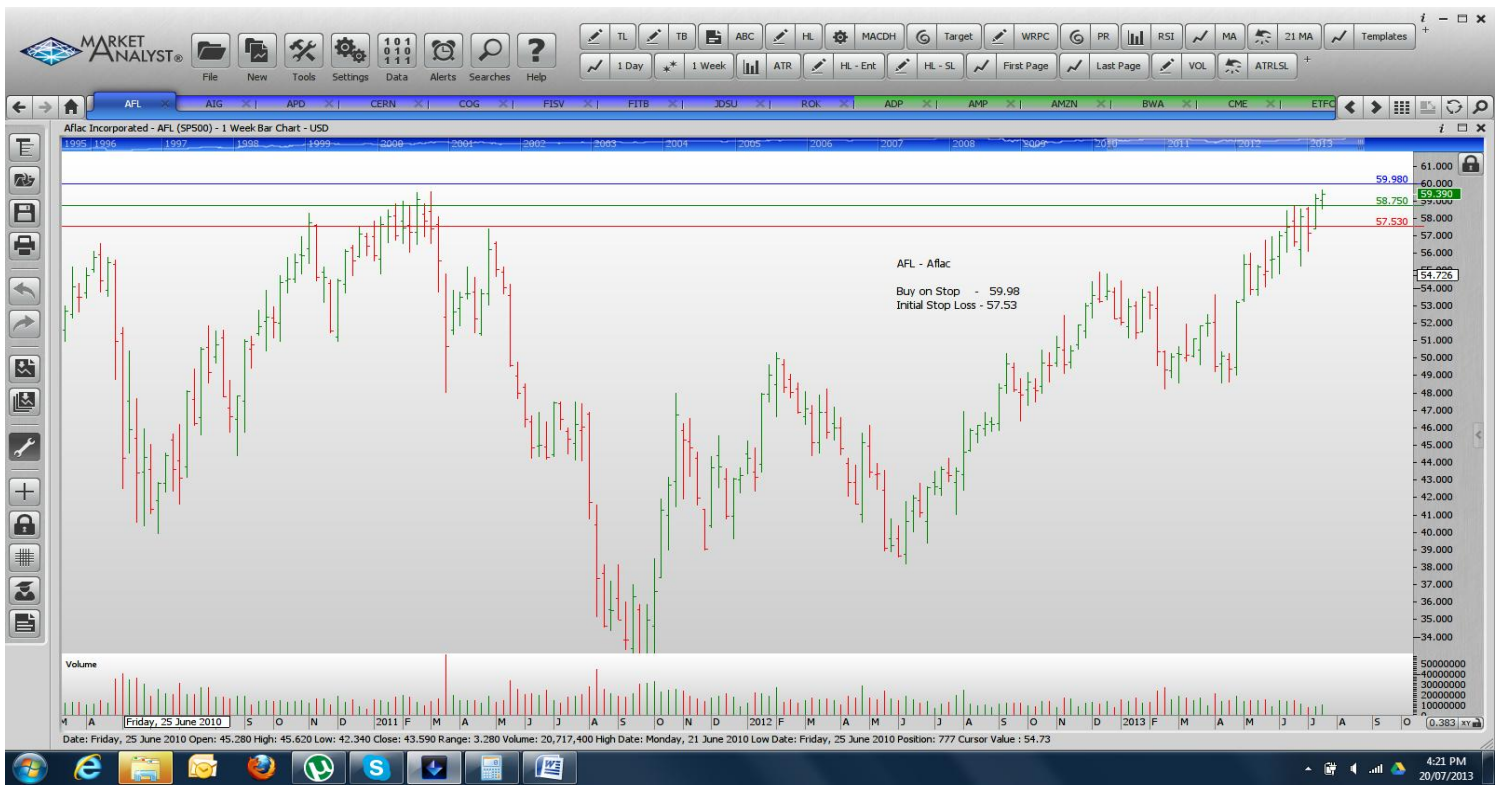 MARKET
ANALYST®
File New Tools Settings Data Alerts Searches Help
TL TB ABC HL MACDH Target WRPC PR RSI MA 21 MA Templates
1 Day 1 Week ATR HL - Ent HL - SL First Page Last Page VOL ATRLSL
AFL AIG APD CERN COG FISV FITB JDSU ROK ADP AMP AMZN BWA CME ETFC
Aflac Incorporated - AFL (SP500) - 1 Week Bar Chart - USD
1995 1996 1997 1998 1999 2000 2001 2002 2003 2004 2005 2006 2007 2008 2009 2010 2011 2012 2013
61.000
59.980
60.000
59.390
58.750
59.000
58.000
57.530
57.000
56.000
AFL - Aflac
54.726
Buy on Stop - 59.98
54.000
Initial Stop Loss - 57.53
53.000
52.000
51.000
50.000
49.000
48.000
47.000
46.000
45.000
44.000
43.000
42.000
41.000
40.000
39.000
38.000
37.000
36.000
35.000
34.000
Volume
50000000
40000000
30000000
20000000
10000000
A Friday, 25 June 2010 S O N D 2011 F M A M J J A S O N D 2012 F M A M J J A S O N D 2013 F M A M J J A S O 0.383 XY
Date: Friday, 25 June 2010 Open: 45.280 High: 45.620 Low: 42.340 Close: 43.590 Range: 3.280 Volume: 20,717,400 High Date: Monday, 21 June 2010 Low Date: Friday, 25 June 2010 Position: 777 Cursor Value : 54.73
4:21 PM
20/07/2013